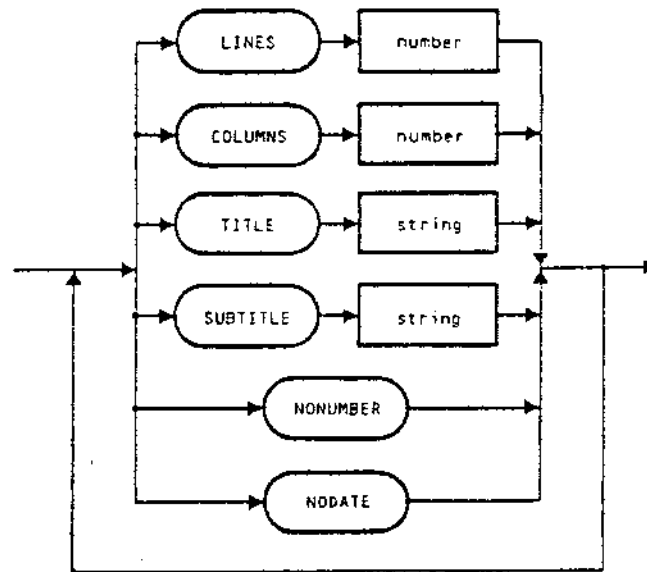 LINES number
COLUMNS number
TITLE string
SUBTITLE string
NONUMBER
NODATE